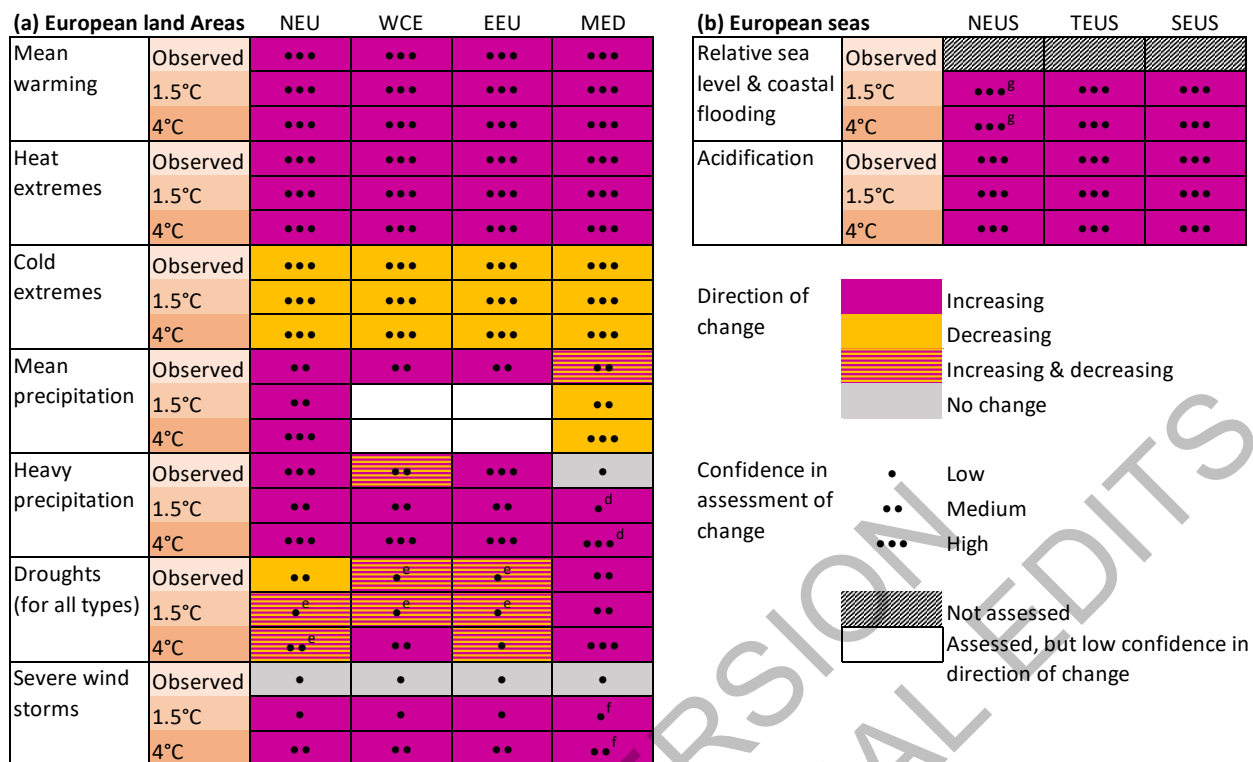 (a) European land Areas NEU WCE EEU MED
Mean warming Observed ••• ••• ••• •••
1.5°C ••• ••• ••• •••
4°C ••• ••• ••• •••
Heat extremes Observed ••• ••• ••• •••
1.5°C ••• ••• ••• •••
4°C ••• ••• ••• •••
Cold extremes Observed ••• ••• ••• •••
1.5°C ••• ••• ••• •••
4°C ••• ••• ••• •••
Mean precipitation Observed •• •• •• ••
1.5°C •• ••
4°C ••• •••
Heavy precipitation Observed ••• •• ••• •
1.5°C •• •• •• •d
4°C ••• ••• ••• •••d
Droughts (for all types) Observed •• •e •e ••
1.5°C •e •e •e ••
4°C ••e •• • •••
Severe wind storms Observed • • • •
1.5°C • • • •f
4°C •• •• •• ••f
(b) European seas NEUS TEUS SEUS
Relative sea level & coastal flooding Observed
1.5°C •••g ••• •••
4°C •••g ••• •••
Acidification Observed ••• ••• •••
1.5°C ••• ••• •••
4°C ••• ••• •••
Direction of change
Increasing
Decreasing
Increasing & decreasing
No change
Confidence in assessment of change
• Low
•• Medium
••• High
Not assessed
Assessed, but low confidence in
direction of change
EDITS